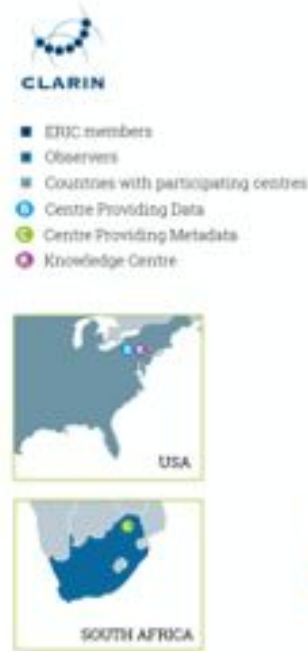 CLARIN
ERIC members
Observers
Countries with participating centres
B Centre Providing Data
C Centre Providing Metadata
K Knowledge Centre
B K
USA
C
SOUTH AFRICA